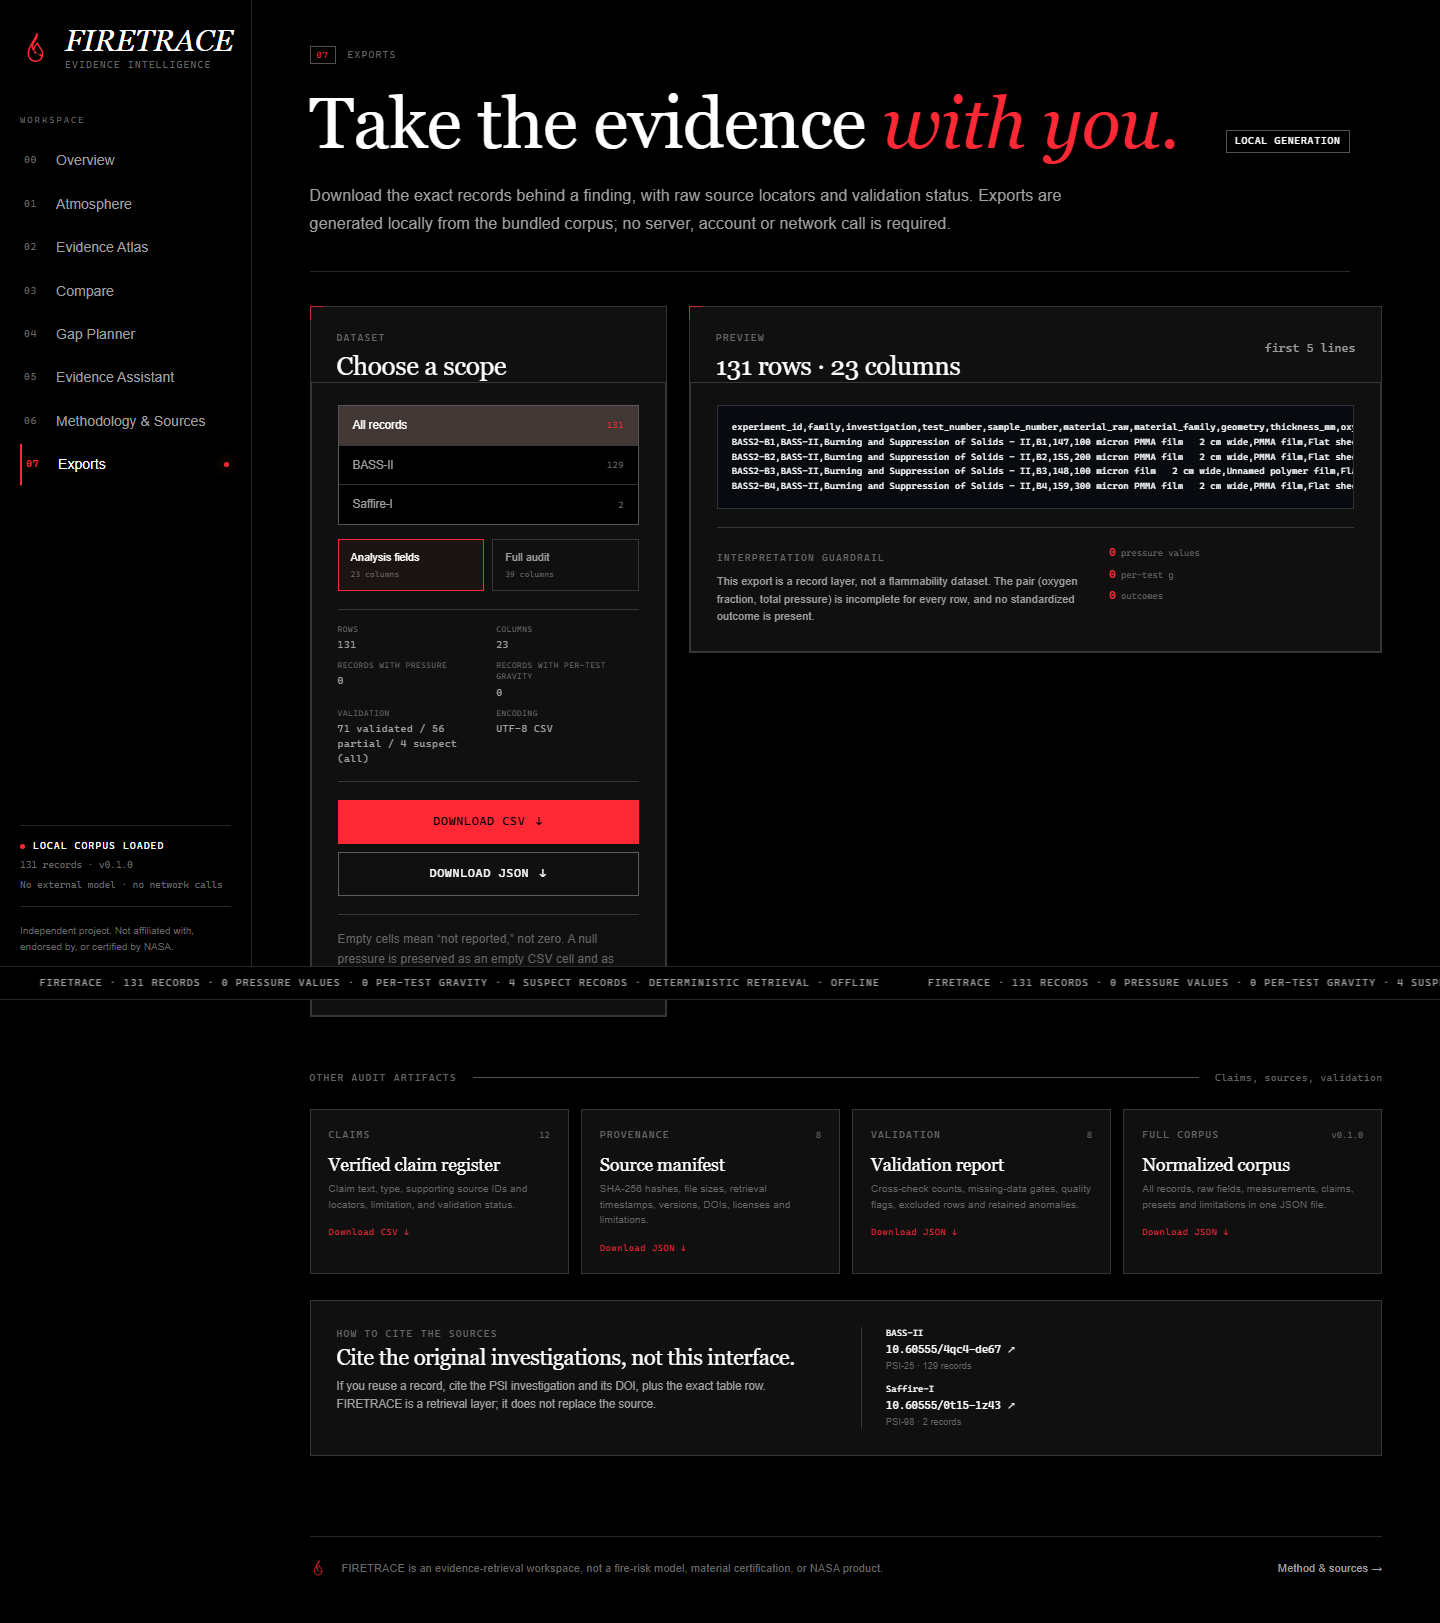 FIRETRACE
EVIDENCE INTELLIGENCE
WORKSPACE
00 Overview
01 Atmosphere
02 Evidence Atlas
03 Compare
04 Gap Planner
05 Evidence Assistant
06 Methodology & Sources
07 Exports
LOCAL CORPUS LOADED
131 records · v0.1.0
No external model · no network calls
Independent project. Not affiliated with,
endorsed by, or certified by NASA.
07 EXPORTS
Take the evidence with you.
LOCAL GENERATION
Download the exact records behind a finding, with raw source locators and validation status. Exports are
generated locally from the bundled corpus; no server, account or network call is required.
DATASET
Choose a scope
All records 131
BASS-II 129
Saffire-I 2
Analysis fields
23 columns
Full audit
39 columns
ROWS
131
COLUMNS
23
RECORDS WITH PRESSURE
0
RECORDS WITH PER-TEST
GRAVITY
0
VALIDATION
71 validated / 56
partial / 4 suspect
(all)
ENCODING
UTF-8 CSV
DOWNLOAD CSV ↓
DOWNLOAD JSON ↓
Empty cells mean “not reported,” not zero. A null
pressure is preserved as an empty CSV cell and as
PREVIEW
131 rows · 23 columns
first 5 lines
experiment_id,family,investigation,test_number,sample_number,material_raw,material_family,geometry,thickness_mm,ox
BASS2-B1,BASS-II,Burning and Suppression of Solids - II,B1,147,100 micron PMMA film   2 cm wide,PMMA film,Flat she
BASS2-B2,BASS-II,Burning and Suppression of Solids - II,B2,155,200 micron PMMA film   2 cm wide,PMMA film,Flat she
BASS2-B3,BASS-II,Burning and Suppression of Solids - II,B3,148,100 micron film   2 cm wide,Unnamed polymer film,Fl
BASS2-B4,BASS-II,Burning and Suppression of Solids - II,B4,159,300 micron PMMA film   2 cm wide,PMMA film,Flat she
INTERPRETATION GUARDRAIL
This export is a record layer, not a flammability dataset. The pair (oxygen
fraction, total pressure) is incomplete for every row, and no standardized
outcome is present.
0 pressure values
0 per-test g
0 outcomes
FIRETRACE · 131 RECORDS · 0 PRESSURE VALUES · 0 PER-TEST GRAVITY · 4 SUSPECT RECORDS · DETERMINISTIC RETRIEVAL · OFFLINE FIRETRACE · 131 RECORDS · 0 PRESSURE VALUES · 0 PER-TEST GRAVITY · 4 SUSP
OTHER AUDIT ARTIFACTS
Claims, sources, validation
CLAIMS 12
Verified claim register
Claim text, type, supporting source IDs and
locators, limitation, and validation status.
Download CSV ↓
PROVENANCE 8
Source manifest
SHA-256 hashes, file sizes, retrieval
timestamps, versions, DOIs, licenses and
limitations.
Download JSON ↓
VALIDATION 8
Validation report
Cross-check counts, missing-data gates, quality
flags, excluded rows and retained anomalies.
Download JSON ↓
FULL CORPUS v0.1.0
Normalized corpus
All records, raw fields, measurements, claims,
presets and limitations in one JSON file.
Download JSON ↓
HOW TO CITE THE SOURCES
Cite the original investigations, not this interface.
If you reuse a record, cite the PSI investigation and its DOI, plus the exact table row.
FIRETRACE is a retrieval layer; it does not replace the source.
BASS-II
10.60555/4qc4-de67 ↗
PSI-25 · 129 records
Saffire-I
10.60555/0t15-1z43 ↗
PSI-98 · 2 records
FIRETRACE is an evidence-retrieval workspace, not a fire-risk model, material certification, or NASA product.
Method & sources →